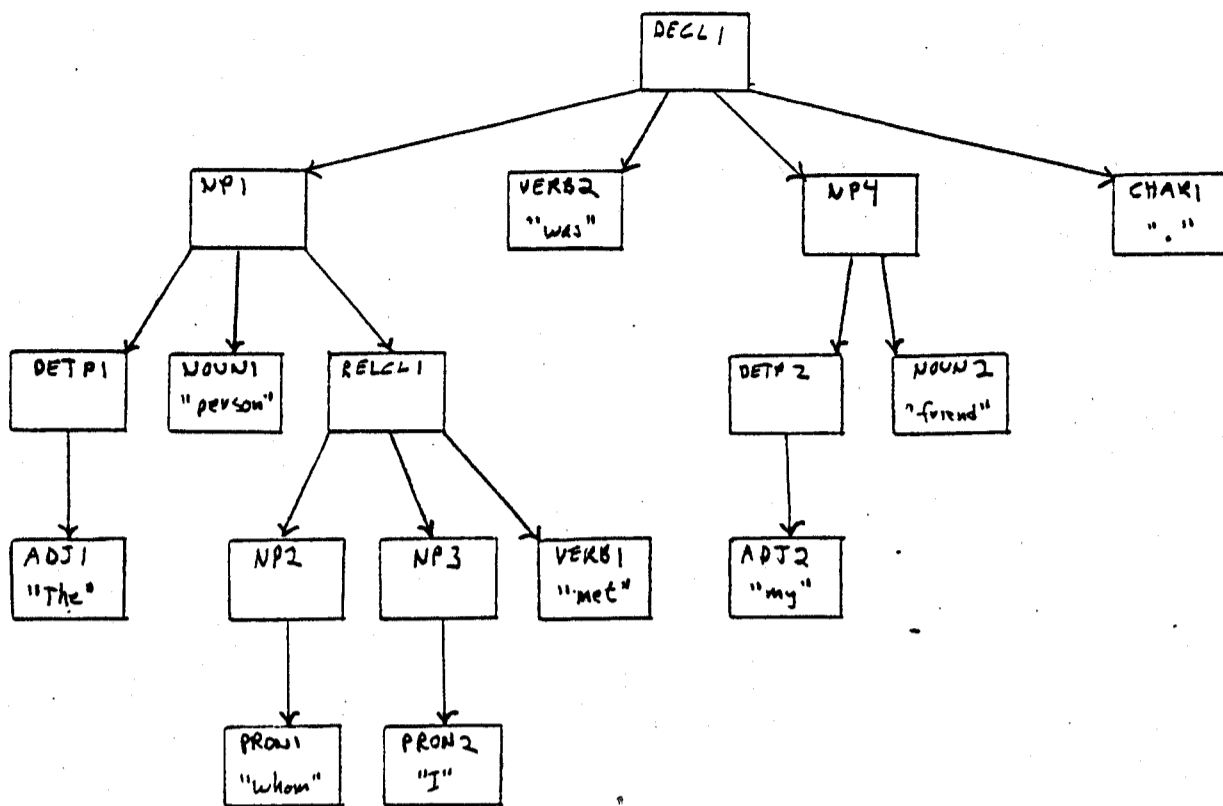 DECL1
NP1
VERB2
"was"
NP4
CHAR1
"."
DETP1
NOUN1
"person"
RELCL1
DETP2
NOUN2
"friend"
ADJ1
"The"
NP2
NP3
VERB1
"met"
ADJ2
"my"
PRON1
"whom"
PRON2
"I"